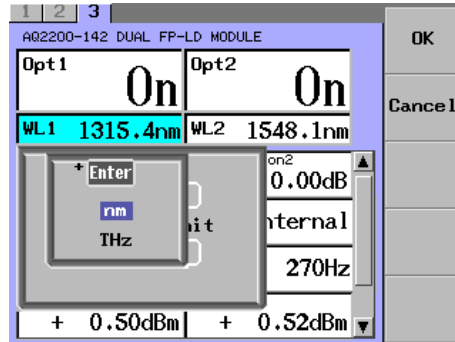 1 2 3
AQ2200-142 DUAL FP-LD MODULE
OK
Opt1 On Opt2 On
Cancel
WL1 1315.4nm WL2 1548.1nm
on2
0.00dB
+ Enter
nm
THz
it
nternal
270Hz
+ 0.50dBm + 0.52dBm